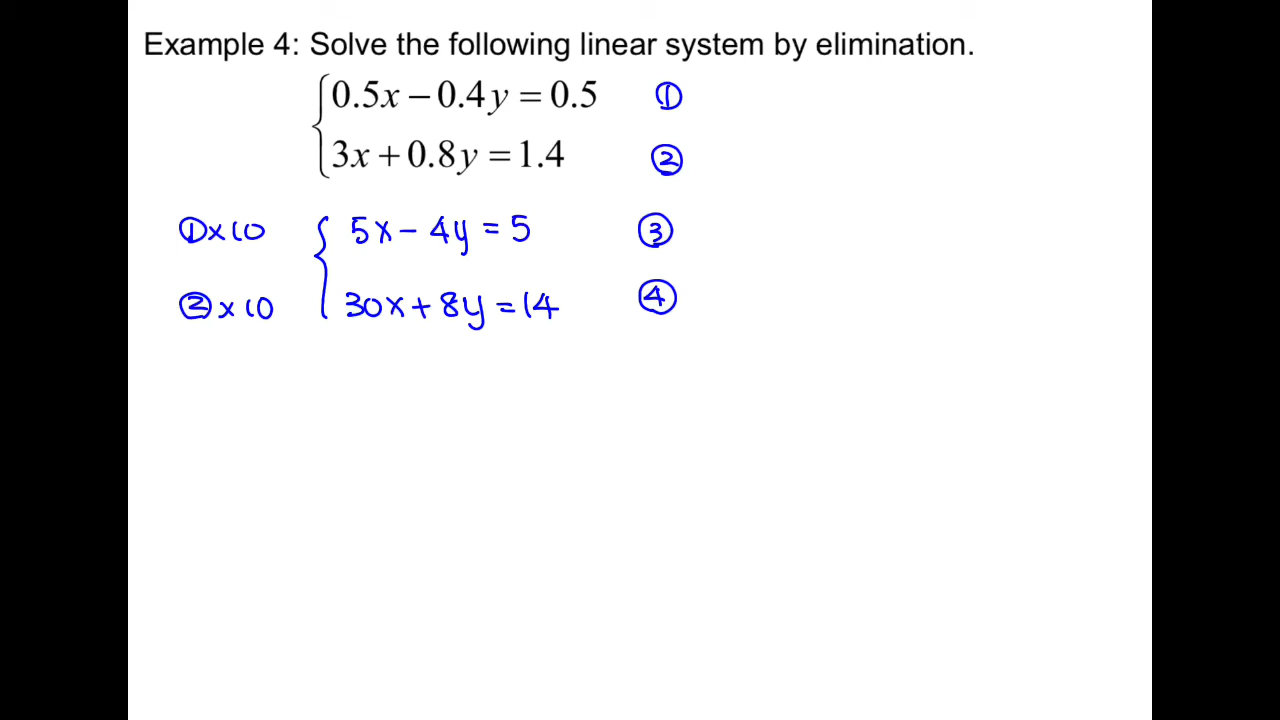 Example 4: Solve the following linear system by elimination.
0.5x − 0.4y = 0.5 ①
3x + 0.8y = 1.4 ②
①×10 5x − 4y = 5 ③
②×10 30x + 8y = 14 ④